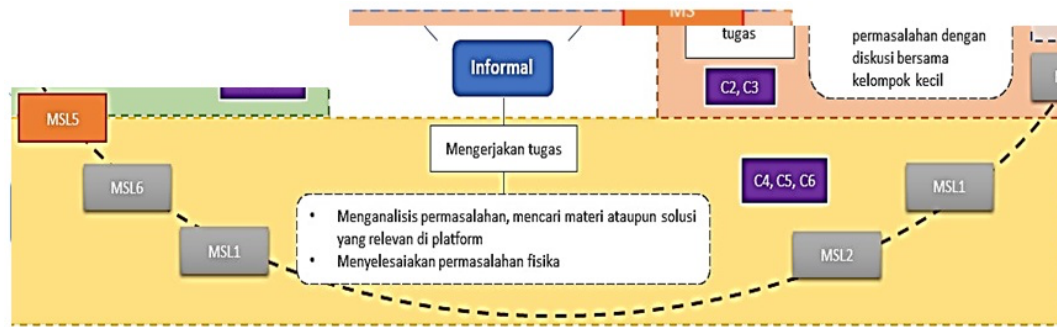 MS
tugas
permasalahan dengan
diskusi bersama
kelompok kecil
Informal
C2, C3
MSL5
Mengerjakan tugas
MSL6
C4, C5, C6
MSL1
• Menganalisis permasalahan, mencari materi ataupun solusi
yang relevan di platform
• Menyelesaiakan permasalahan fisika
MSL1
MSL2